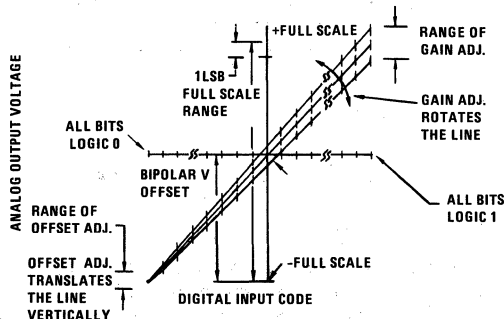 +FULL SCALE
RANGE OF
GAIN ADJ.
1LSB
FULL SCALE
RANGE
GAIN ADJ.
ROTATES
THE LINE
ALL BITS
LOGIC 0
ANALOG OUTPUT VOLTAGE
BIPOLAR V
OFFSET
ALL BITS
LOGIC 1
RANGE OF
OFFSET ADJ.
OFFSET ADJ.
TRANSLATES
THE LINE
VERTICALLY
–FULL SCALE
DIGITAL INPUT CODE